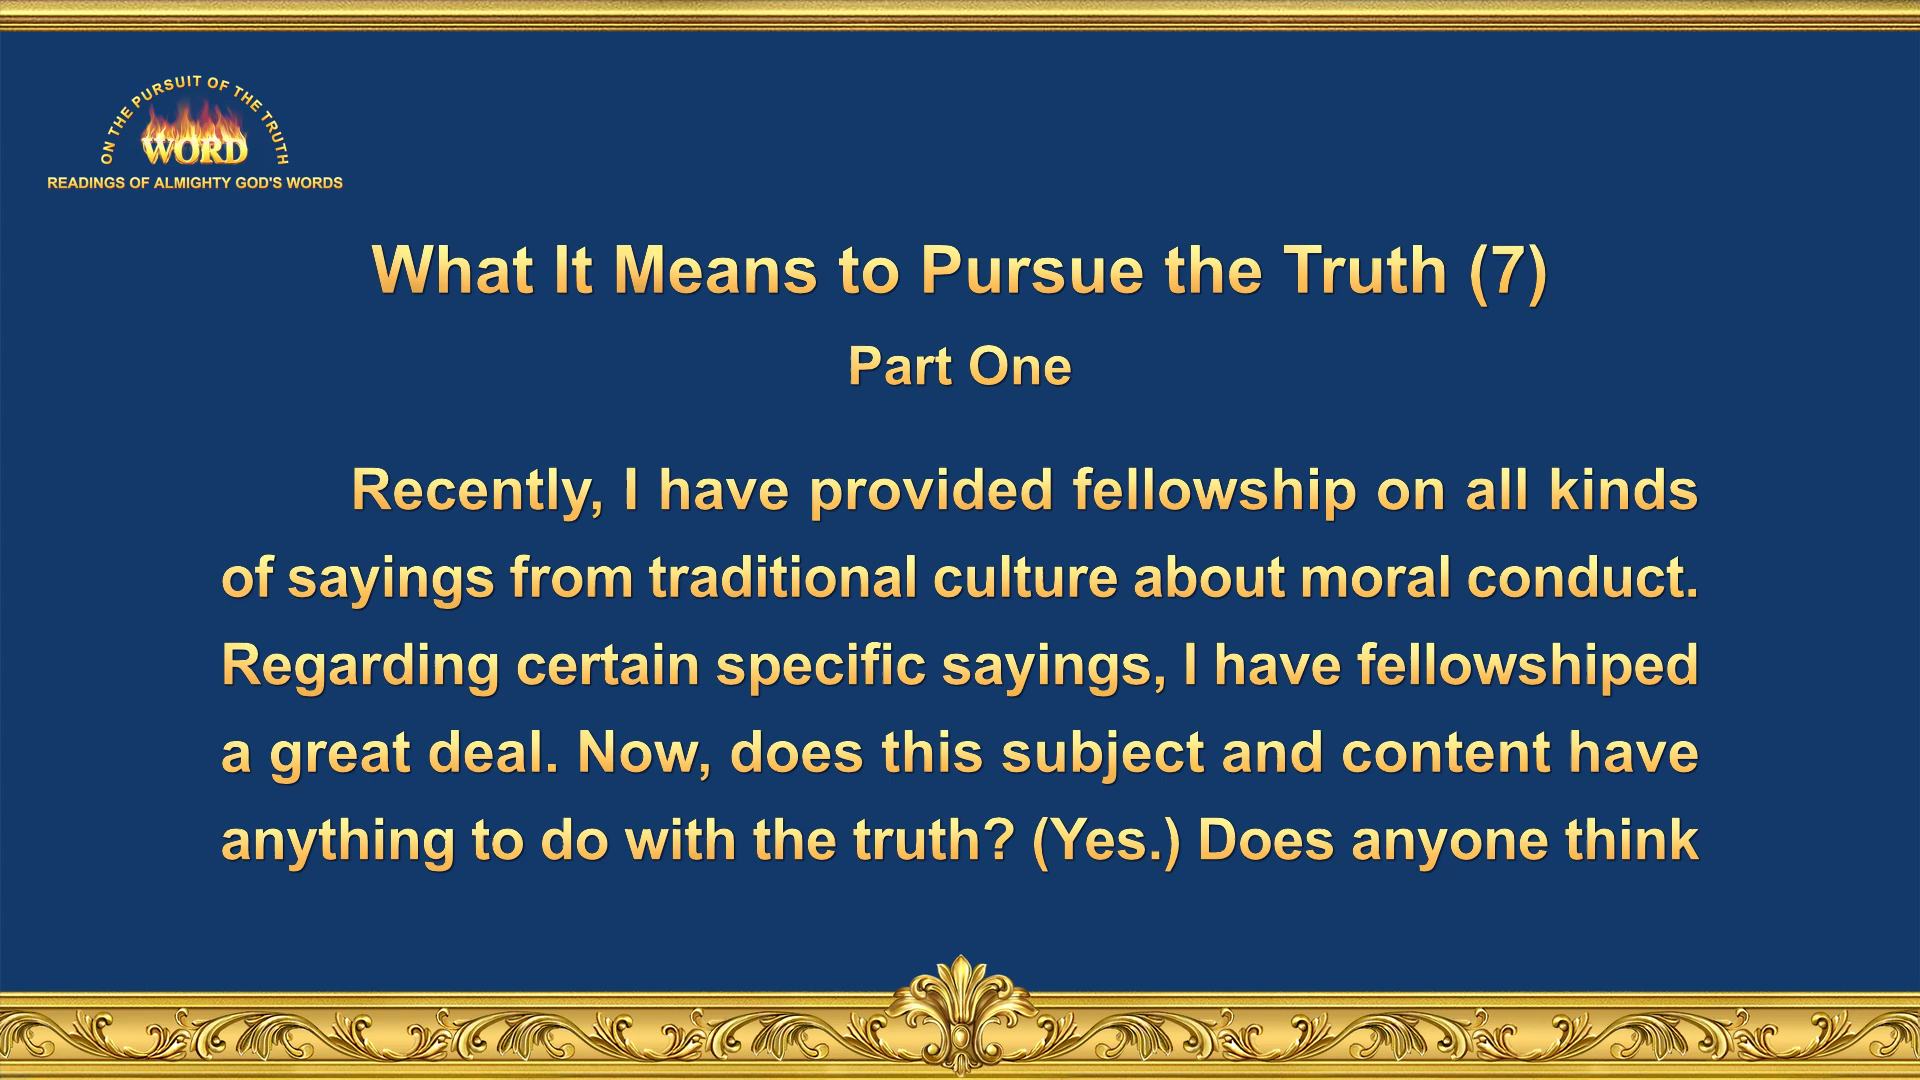 ON THE PURSUIT OF THE TRUTH
WORD
READINGS OF ALMIGHTY GOD'S WORDS
What It Means to Pursue the Truth (7)
Part One
Recently, I have provided fellowship on all kinds
of sayings from traditional culture about moral conduct.
Regarding certain specific sayings, I have fellowshiped
a great deal. Now, does this subject and content have
anything to do with the truth? (Yes.) Does anyone think